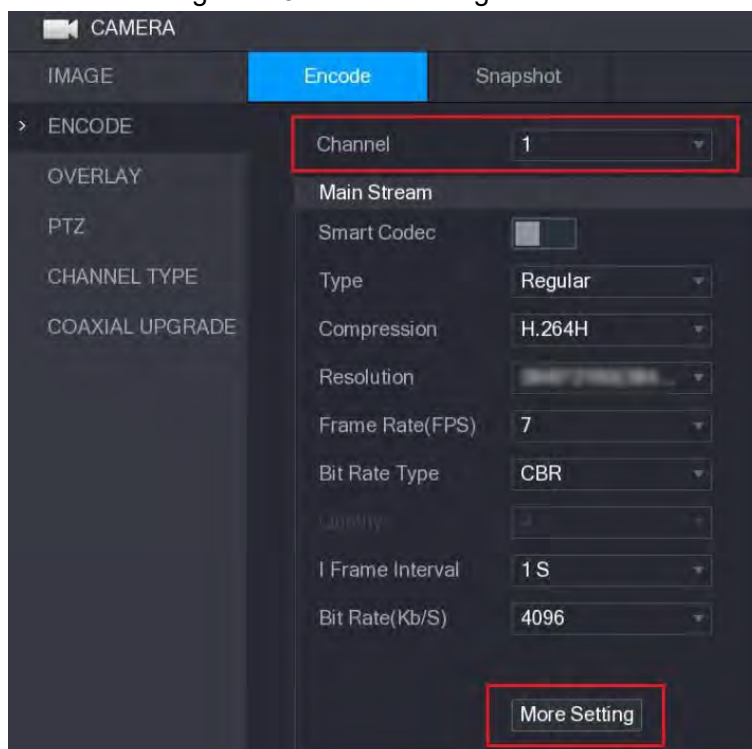 CAMERA
IMAGE
Encode Snapshot
> ENCODE
Channel 1
OVERLAY
Main Stream
PTZ
Smart Codec
CHANNEL TYPE
Type Regular
COAXIAL UPGRADE
Compression H.264H
Resolution
Frame Rate(FPS) 7
Bit Rate Type CBR
Quality
I Frame Interval 1 S
Bit Rate(Kb/S) 4096
More Setting